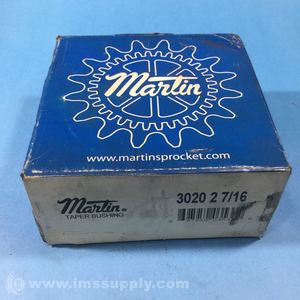 Martin
www.martinsprocket.com
Martin
TAPER BUSHING
3020 2 7/16
© www.imssupply.com